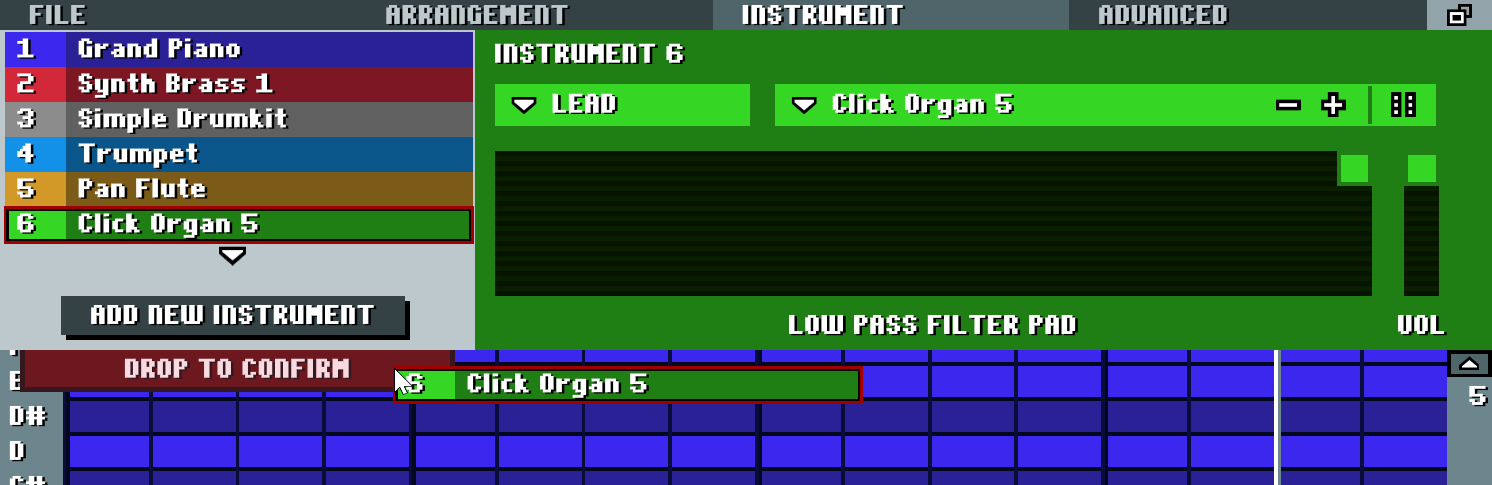 FILE ARRANGEMENT INSTRUMENT ADVANCED
1 Grand Piano
2 Synth Brass 1
3 Simple Drumkit
4 Trumpet
5 Pan Flute
6 Click Organ 5
ADD NEW INSTRUMENT
INSTRUMENT 6
LEAD
Click Organ 5
LOW PASS FILTER PAD
VOL
DROP TO CONFIRM
6 Click Organ 5
E
D#
D
C#
5